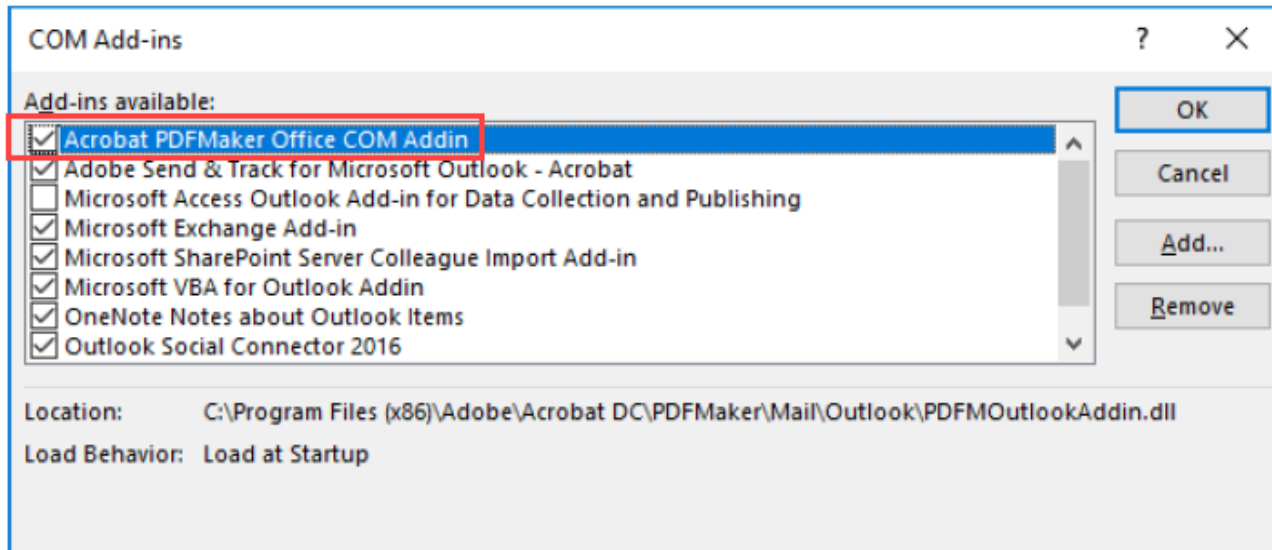 COM Add-ins
?
Add-ins available:
OK
Acrobat PDFMaker Office COM Addin
Adobe Send & Track for Microsoft Outlook - Acrobat
Cancel
Microsoft Access Outlook Add-in for Data Collection and Publishing
Microsoft Exchange Add-in
Add...
Microsoft SharePoint Server Colleague Import Add-in
Microsoft VBA for Outlook Addin
Remove
OneNote Notes about Outlook Items
Outlook Social Connector 2016
Location: C:\Program Files (x86)\Adobe\Acrobat DC\PDFMaker\Mail\Outlook\PDFMOutlookAddin.dll
Load Behavior: Load at Startup